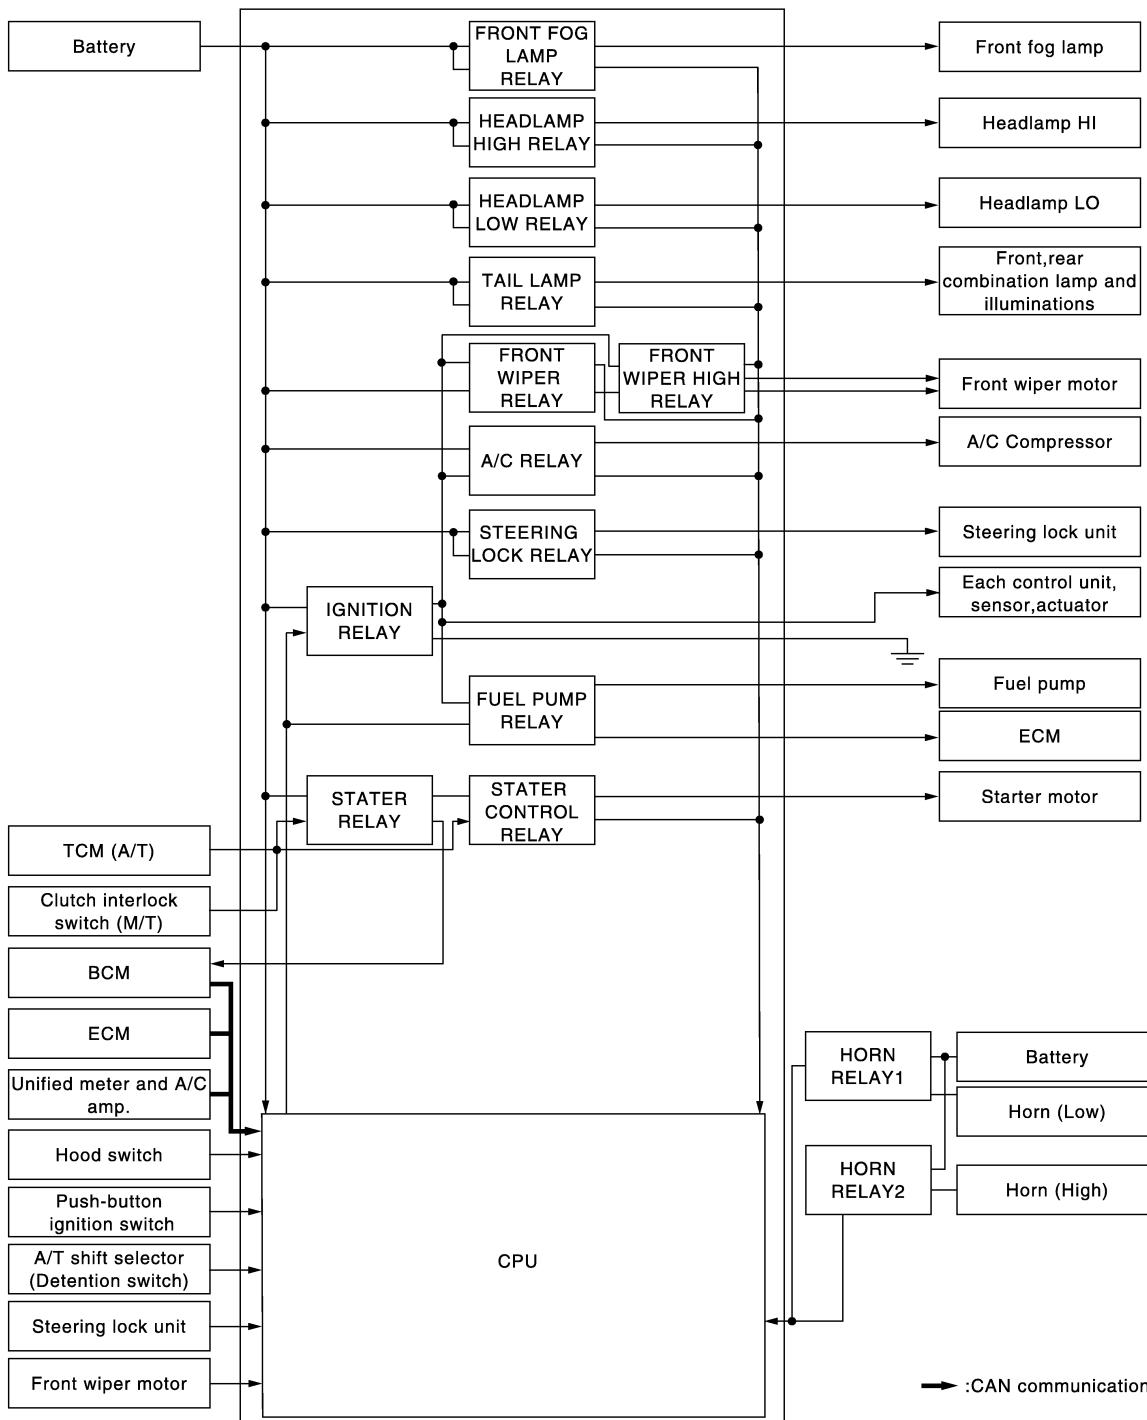 Battery
FRONT FOG
LAMP
RELAY
Front fog lamp
HEADLAMP
HIGH RELAY
Headlamp HI
HEADLAMP
LOW RELAY
Headlamp LO
TAIL LAMP
RELAY
Front,rear
combination lamp and
illuminations
FRONT
WIPER
RELAY
FRONT
WIPER HIGH
RELAY
Front wiper motor
A/C RELAY
A/C Compressor
STEERING
LOCK RELAY
Steering lock unit
IGNITION
RELAY
Each control unit,
sensor,actuator
FUEL PUMP
RELAY
Fuel pump
ECM
STATER
RELAY
STATER
CONTROL
RELAY
Starter motor
TCM (A/T)
Clutch interlock
switch (M/T)
BCM
ECM
Unified meter and A/C
amp.
Hood switch
Push-button
ignition switch
A/T shift selector
(Detention switch)
Steering lock unit
Front wiper motor
CPU
HORN
RELAY1
Battery
Horn (Low)
HORN
RELAY2
Horn (High)
:CAN communication